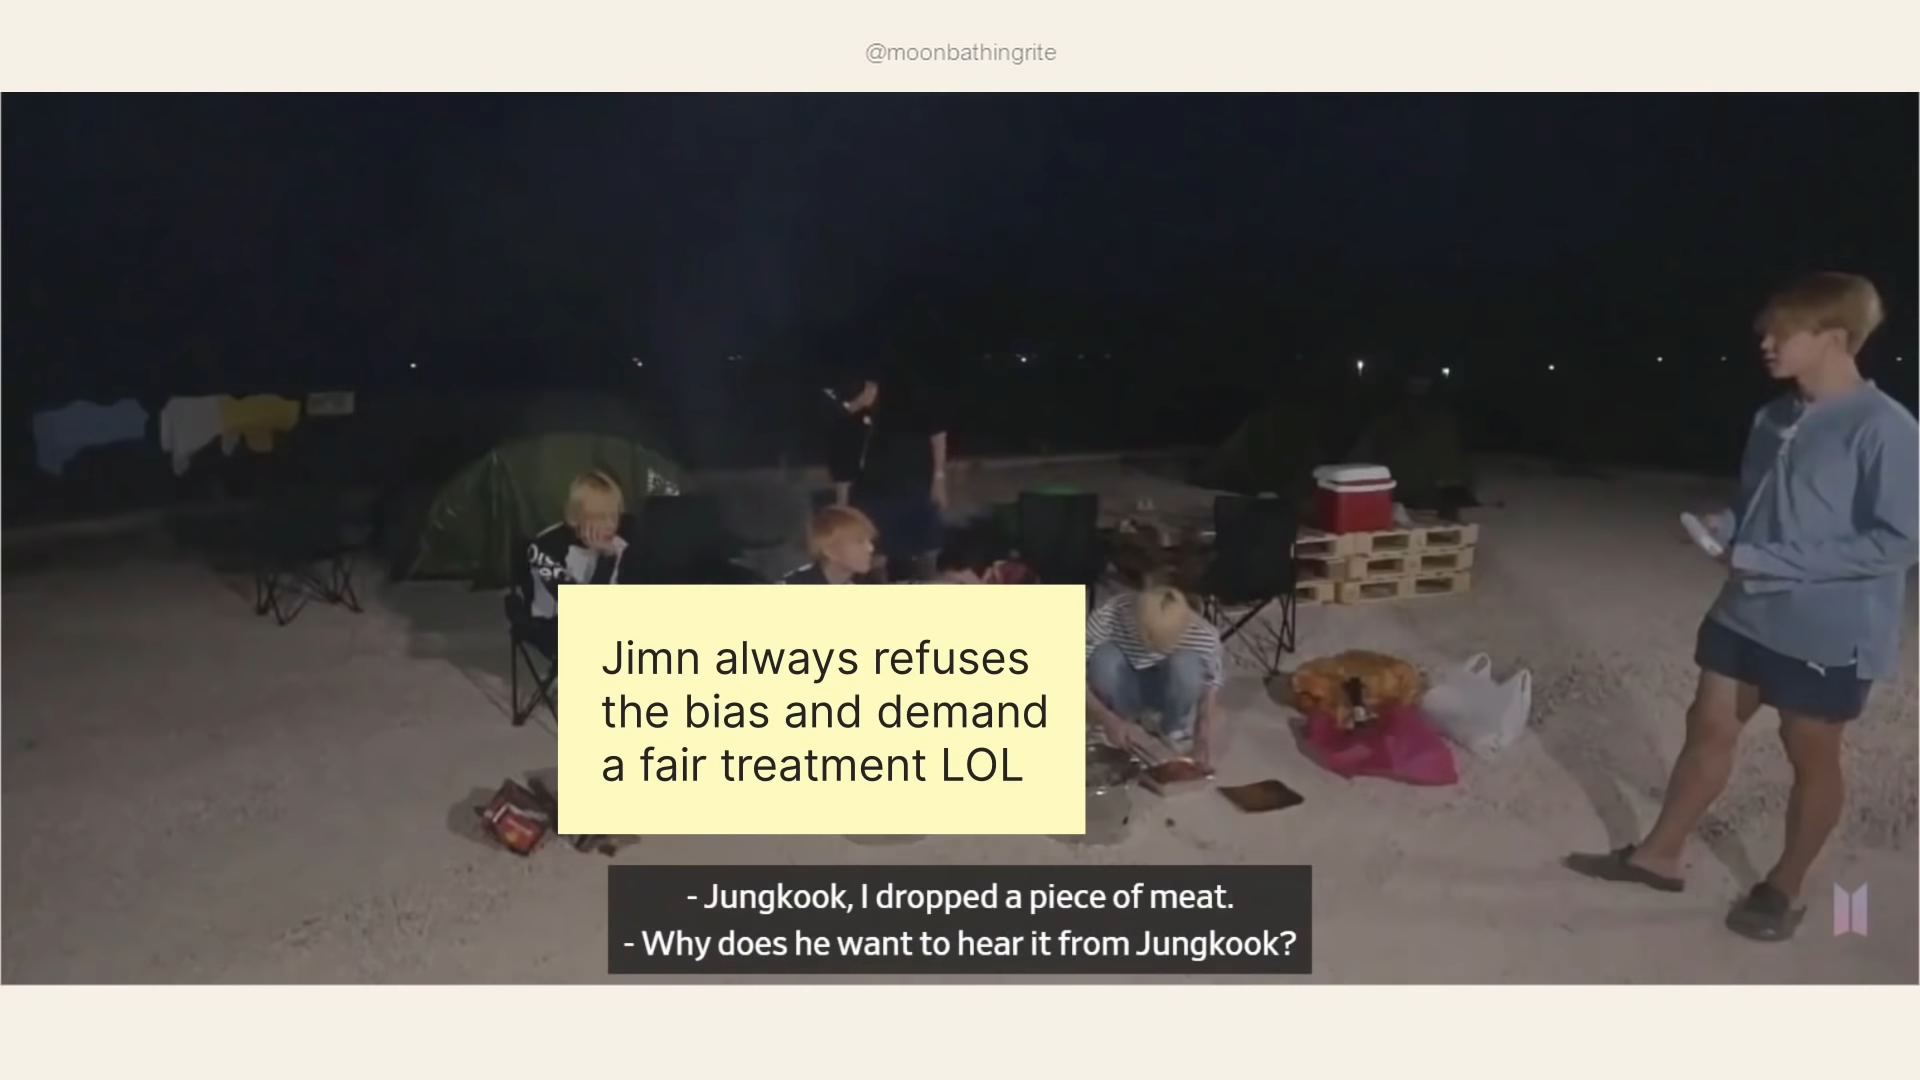 @moonbathingrite
Jimn always refuses
the bias and demand
a fair treatment LOL
- Jungkook, I dropped a piece of meat.
- Why does he want to hear it from Jungkook?